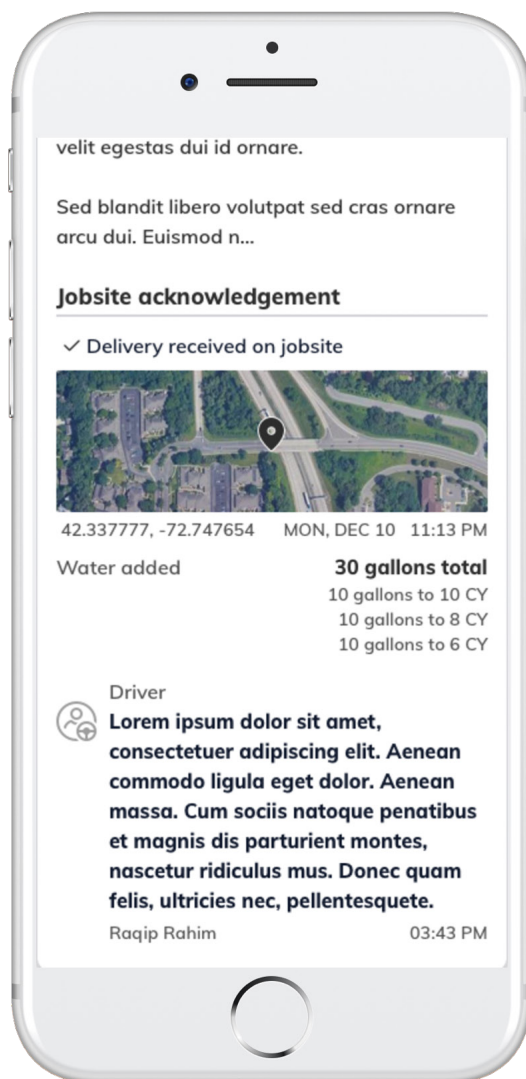 velit egestas dui id ornare.
Sed blandit libero volutpat sed cras ornare
arcu dui. Euismod n...
Jobsite acknowledgement
Delivery received on jobsite
42.337777, -72.747654 MON, DEC 10 11:13 PM
Water added 30 gallons total
10 gallons to 10 CY
10 gallons to 8 CY
10 gallons to 6 CY
Driver
Lorem ipsum dolor sit amet,
consectetuer adipiscing elit. Aenean
commodo ligula eget dolor. Aenean
massa. Cum sociis natoque penatibus
et magnis dis parturient montes,
nascetur ridiculus mus. Donec quam
felis, ultricies nec, pellentesquete.
Raqip Rahim 03:43 PM